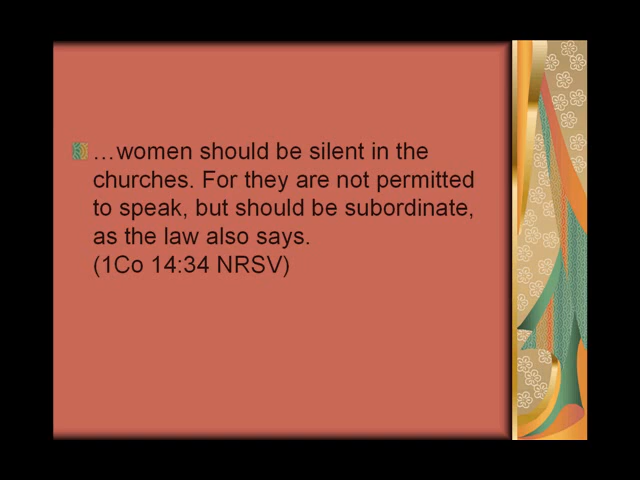 …women should be silent in the
churches. For they are not permitted
to speak, but should be subordinate,
as the law also says.
(1Co 14:34 NRSV)